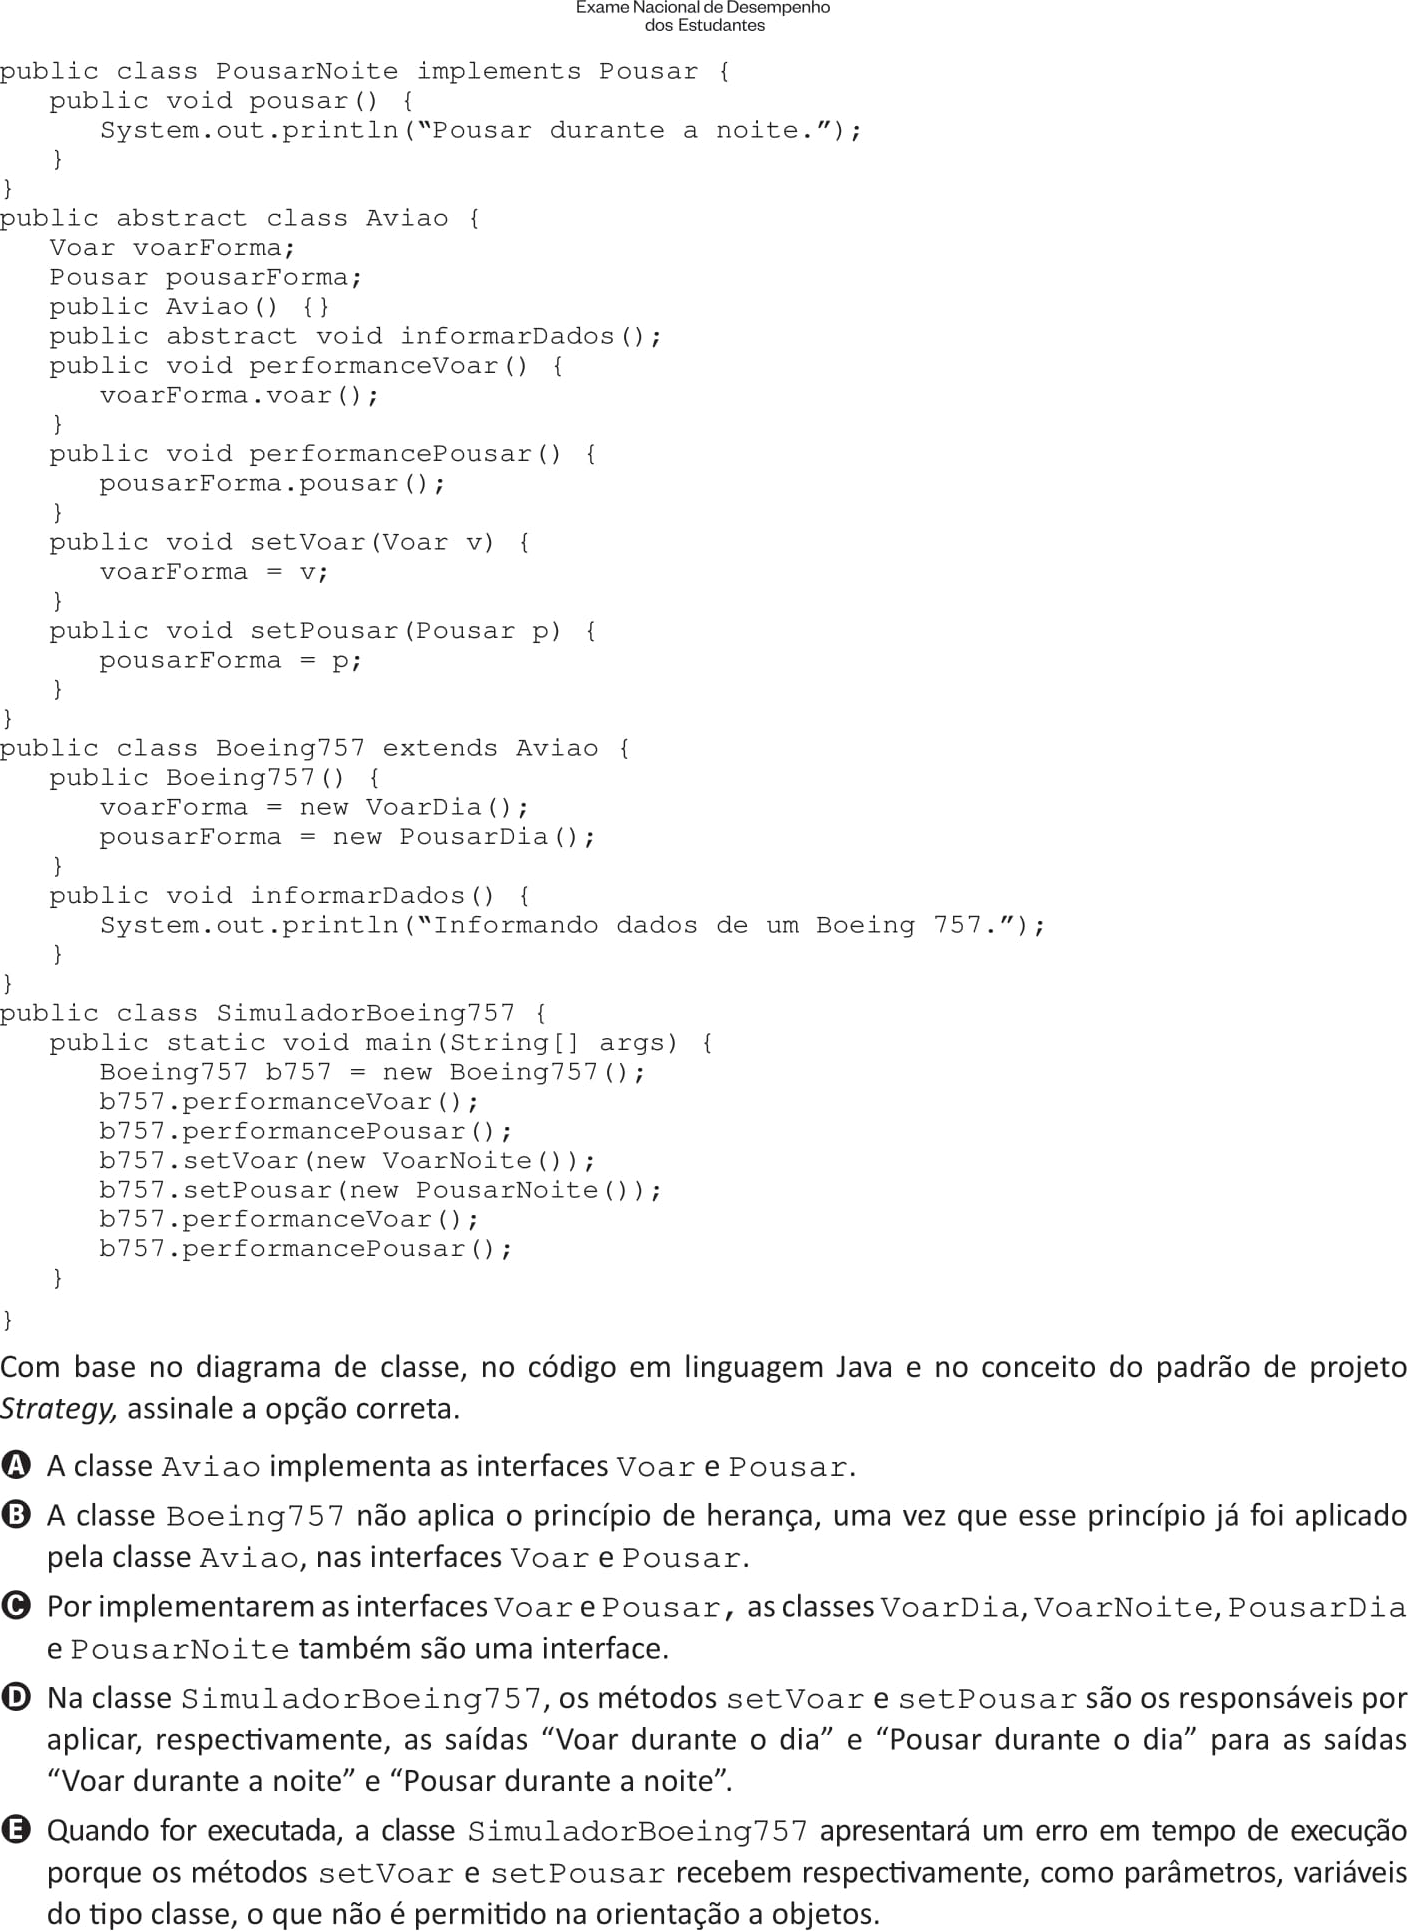 Exame Nacional de Desempenho
dos Estudantes
public class PousarNoite implements Pousar {
   public void pousar() {
      System.out.println(“Pousar durante a noite.”);
   }
}
public abstract class Aviao {
   Voar voarForma;
   Pousar pousarForma;
   public Aviao() {}
   public abstract void informarDados();
   public void performanceVoar() {
      voarForma.voar();
   }
   public void performancePousar() {
      pousarForma.pousar();
   }
   public void setVoar(Voar v) {
      voarForma = v;
   }
   public void setPousar(Pousar p) {
      pousarForma = p;
   }
}
public class Boeing757 extends Aviao {
   public Boeing757() {
      voarForma = new VoarDia();
      pousarForma = new PousarDia();
   }
   public void informarDados() {
      System.out.println(“Informando dados de um Boeing 757.”);
   }
}
public class SimuladorBoeing757 {
   public static void main(String[] args) {
      Boeing757 b757 = new Boeing757();
      b757.performanceVoar();
      b757.performancePousar();
      b757.setVoar(new VoarNoite());
      b757.setPousar(new PousarNoite());
      b757.performanceVoar();
      b757.performancePousar();
   }
}
Com base no diagrama de classe, no código em linguagem Java e no conceito do padrão de projeto
Strategy, assinale a opção correta.
A A classe Aviao implementa as interfaces Voar e Pousar.
B A classe Boeing757 não aplica o princípio de herança, uma vez que esse princípio já foi aplicado
pela classe Aviao, nas interfaces Voar e Pousar.
C Por implementarem as interfaces Voar e Pousar, as classes VoarDia, VoarNoite, PousarDia
e PousarNoite também são uma interface.
D Na classe SimuladorBoeing757, os métodos setVoar e setPousar são os responsáveis por
aplicar, respectivamente, as saídas “Voar durante o dia” e “Pousar durante o dia” para as saídas
“Voar durante a noite” e “Pousar durante a noite”.
E Quando for executada, a classe SimuladorBoeing757 apresentará um erro em tempo de execução
porque os métodos setVoar e setPousar recebem respectivamente, como parâmetros, variáveis
do tipo classe, o que não é permitido na orientação a objetos.